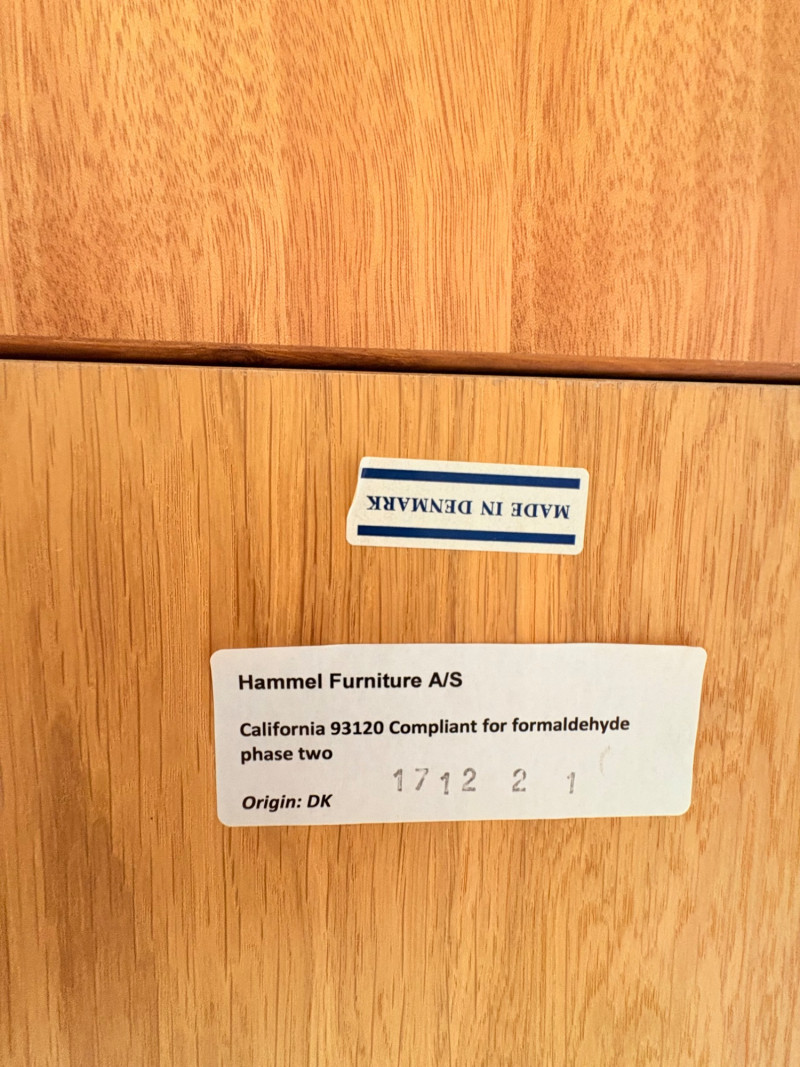 MADE IN DENMARK
Hammel Furniture A/S
California 93120 Compliant for formaldehyde
phase two
1712 2 1
Origin: DK